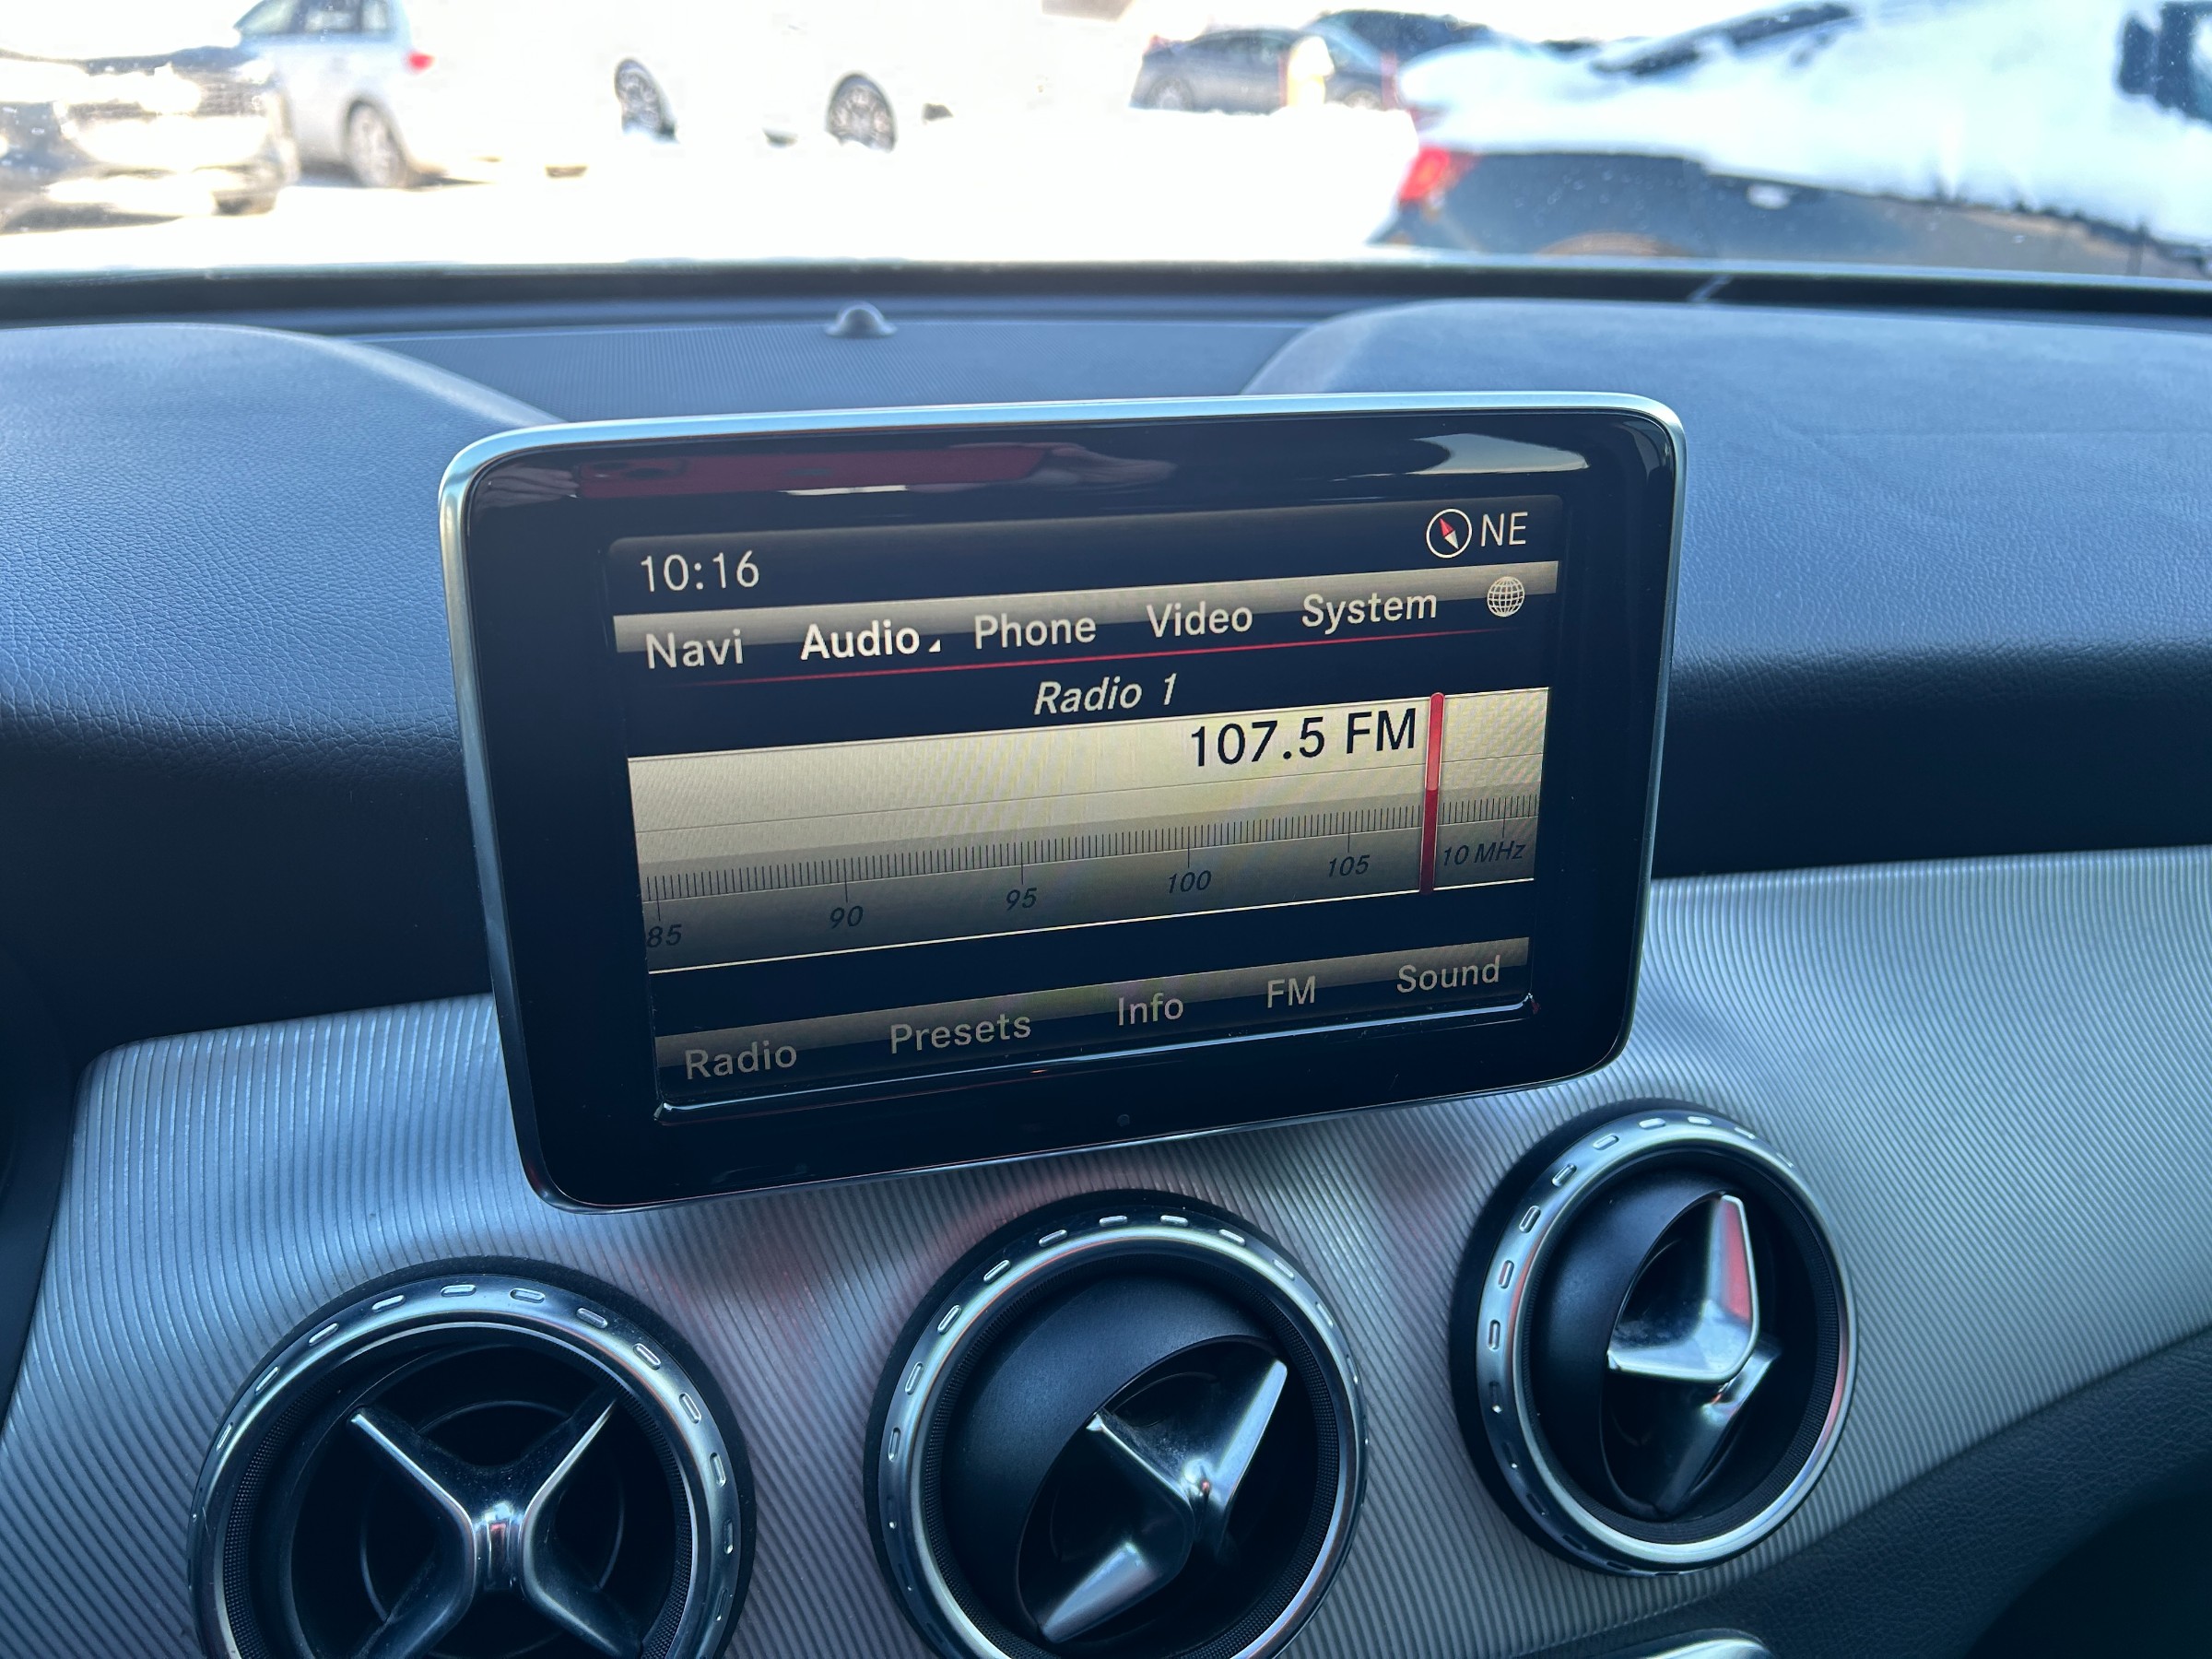 10:16 NE
Navi Audio Phone Video System
Radio 1
107.5 FM
85 90 95 100 105 10 MHz
Radio Presets Info FM Sound